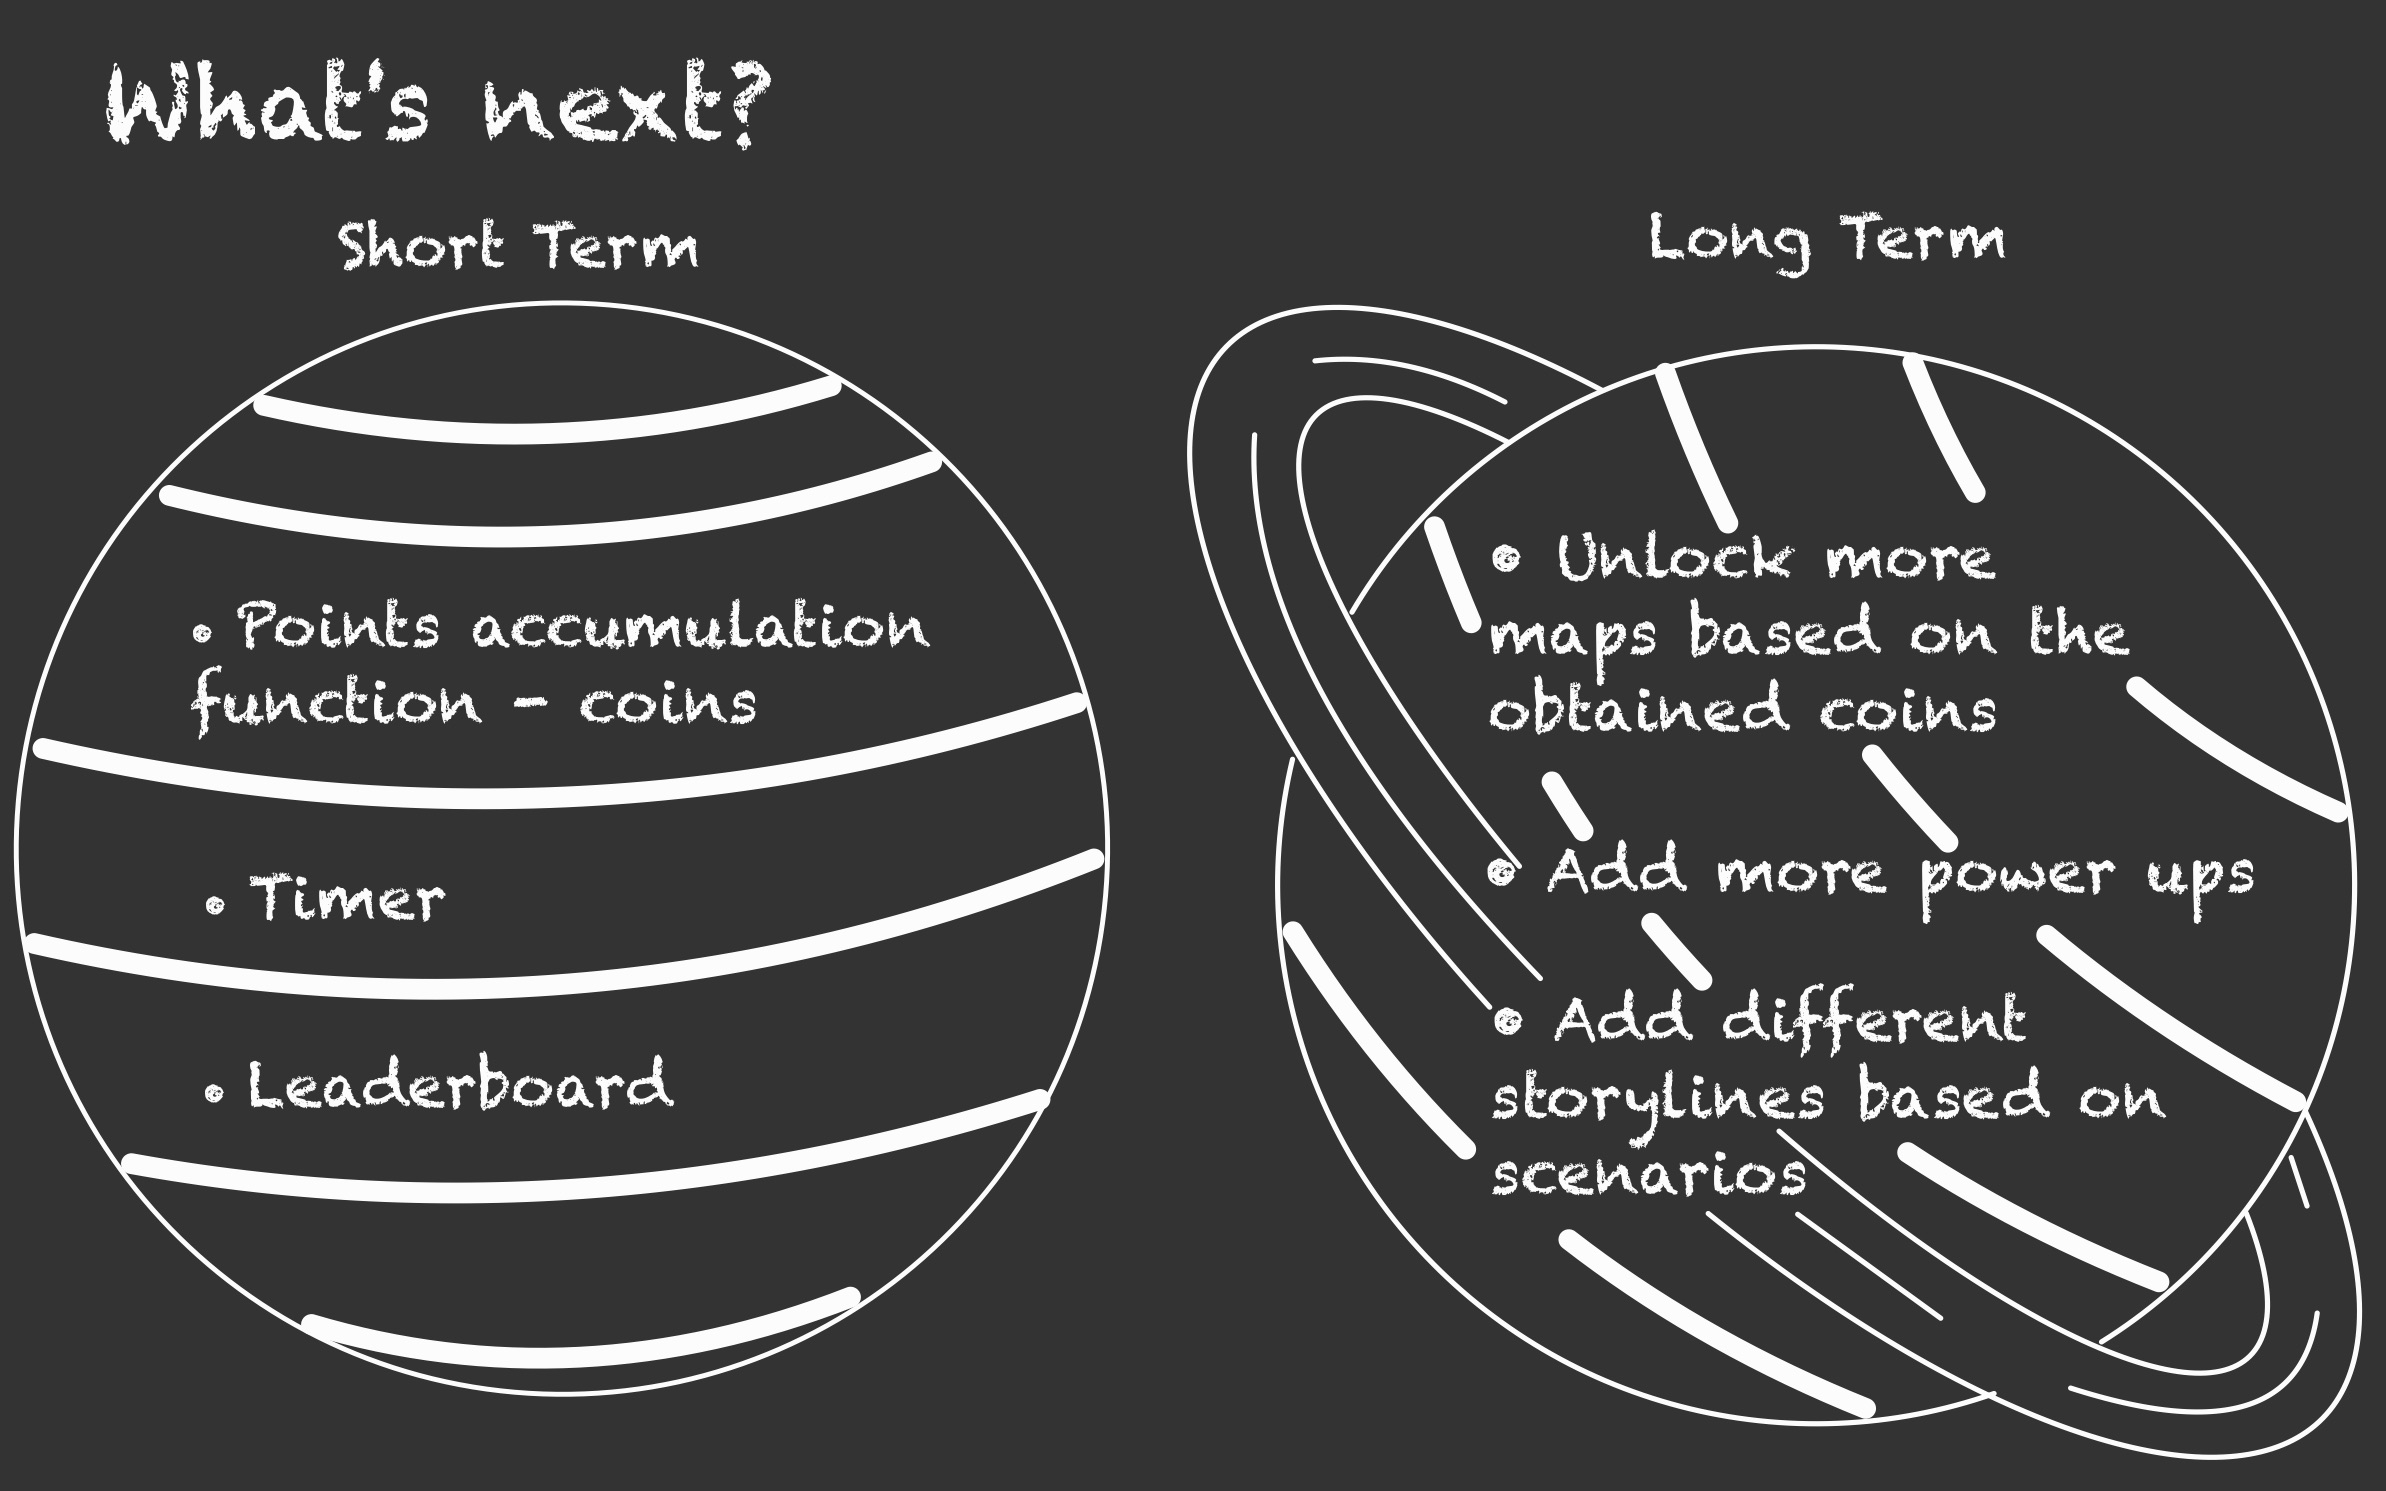 What's next?
Short Term
• Points accumulation
function - coins
• Timer
• Leaderboard
Long Term
• Unlock more
maps based on the
obtained coins
• Add more power ups
• Add different
storylines based on
scenarios